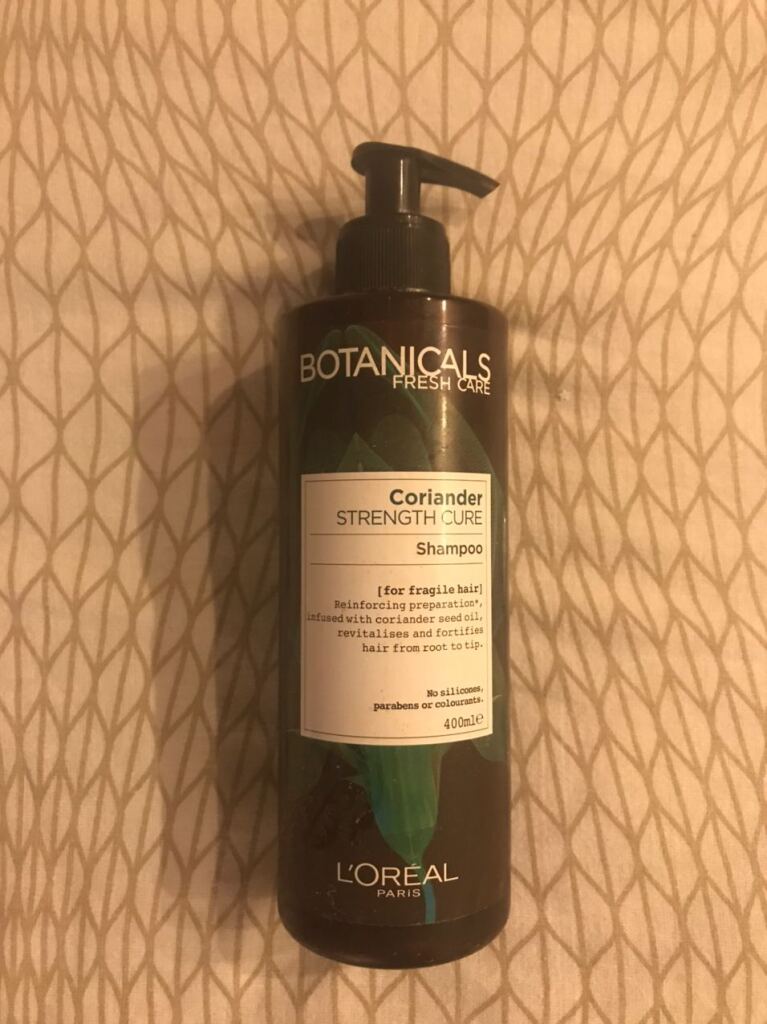 BOTANICALS
FRESH CARE
Coriander
STRENGTH CURE
Shampoo
[for fragile hair]
Reinforcing preparation*,
infused with coriander seed oil,
revitalises and fortifies
hair from root to tip.
No silicones,
parabens or colourants.
400ml℮
L'ORÉAL
PARIS